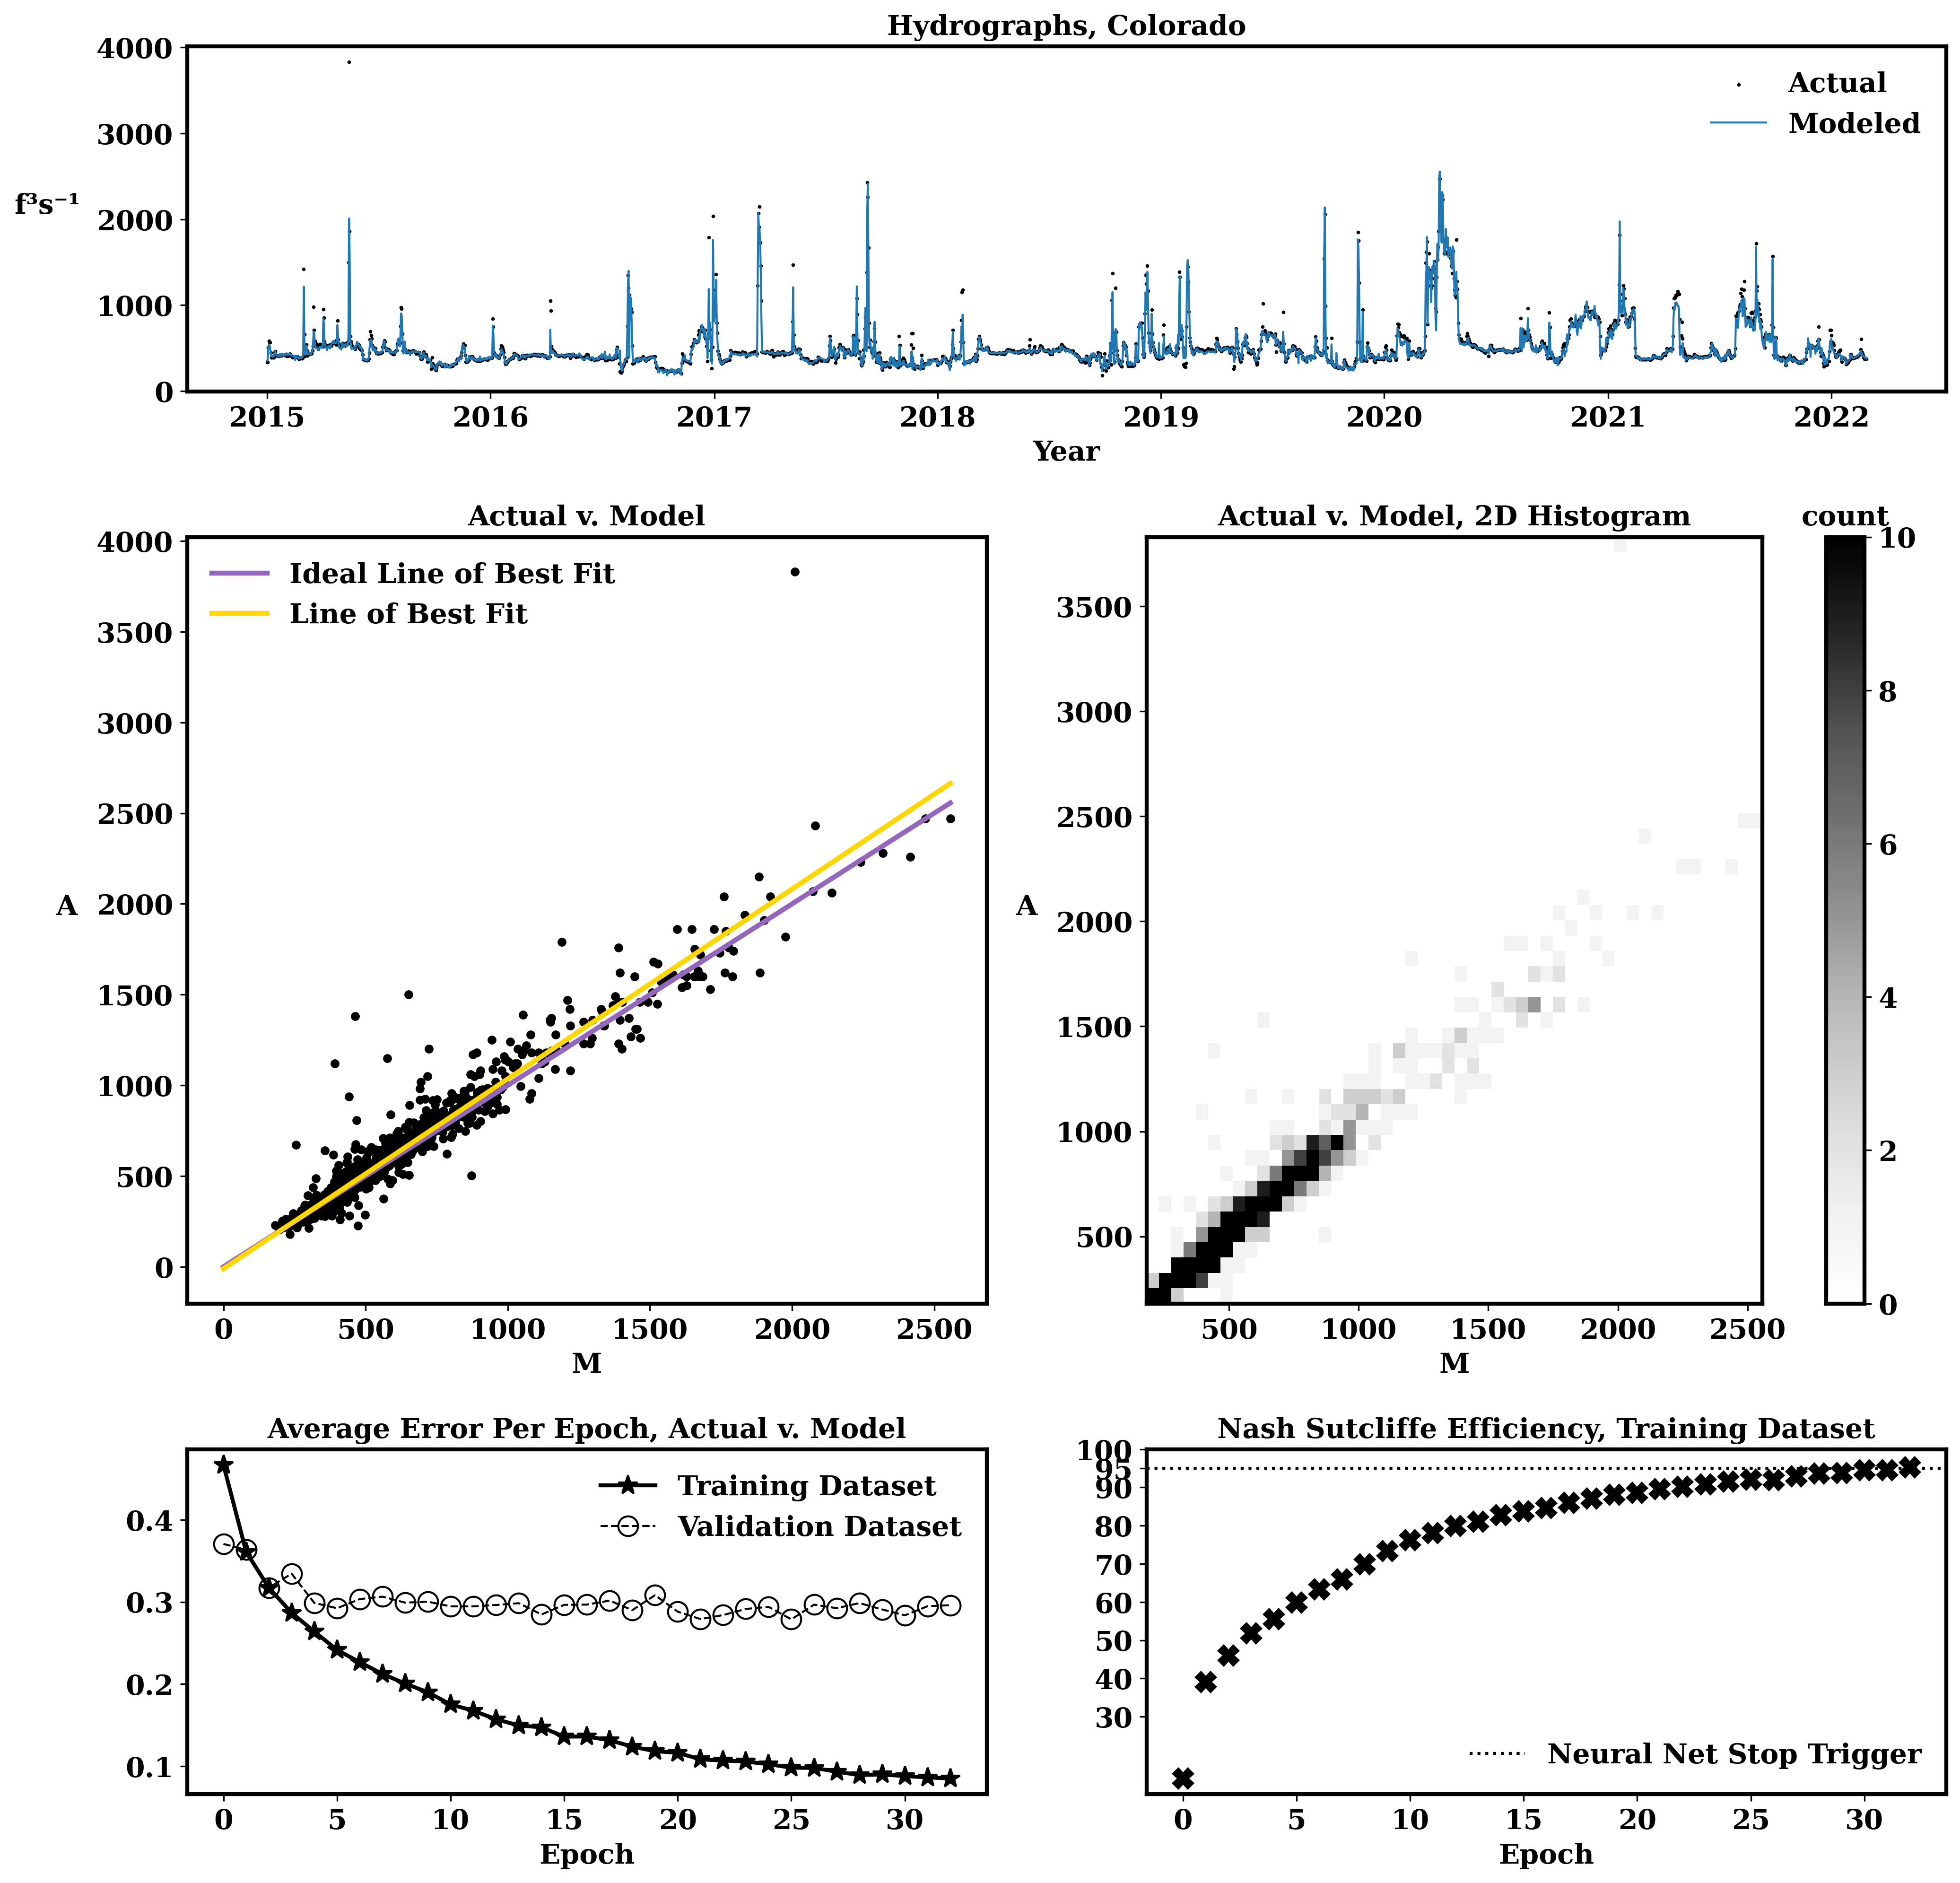 Hydrographs, Colorado
4000
3000
2000
1000
0
f³s⁻¹
Actual
Modeled
2015 2016 2017 2018 2019 2020 2021 2022
Year
Actual v. Model
4000
3500
3000
2500
2000
1500
1000
500
0
A
Ideal Line of Best Fit
Line of Best Fit
0 500 1000 1500 2000 2500
M
Actual v. Model, 2D Histogram
3500
3000
2500
2000
1500
1000
500
A
500 1000 1500 2000 2500
M
count
10
8
6
4
2
0
Average Error Per Epoch, Actual v. Model
0.4
0.3
0.2
0.1
Training Dataset
Validation Dataset
0 5 10 15 20 25 30
Epoch
Nash Sutcliffe Efficiency, Training Dataset
100
95
90
80
70
60
50
40
30
Neural Net Stop Trigger
0 5 10 15 20 25 30
Epoch